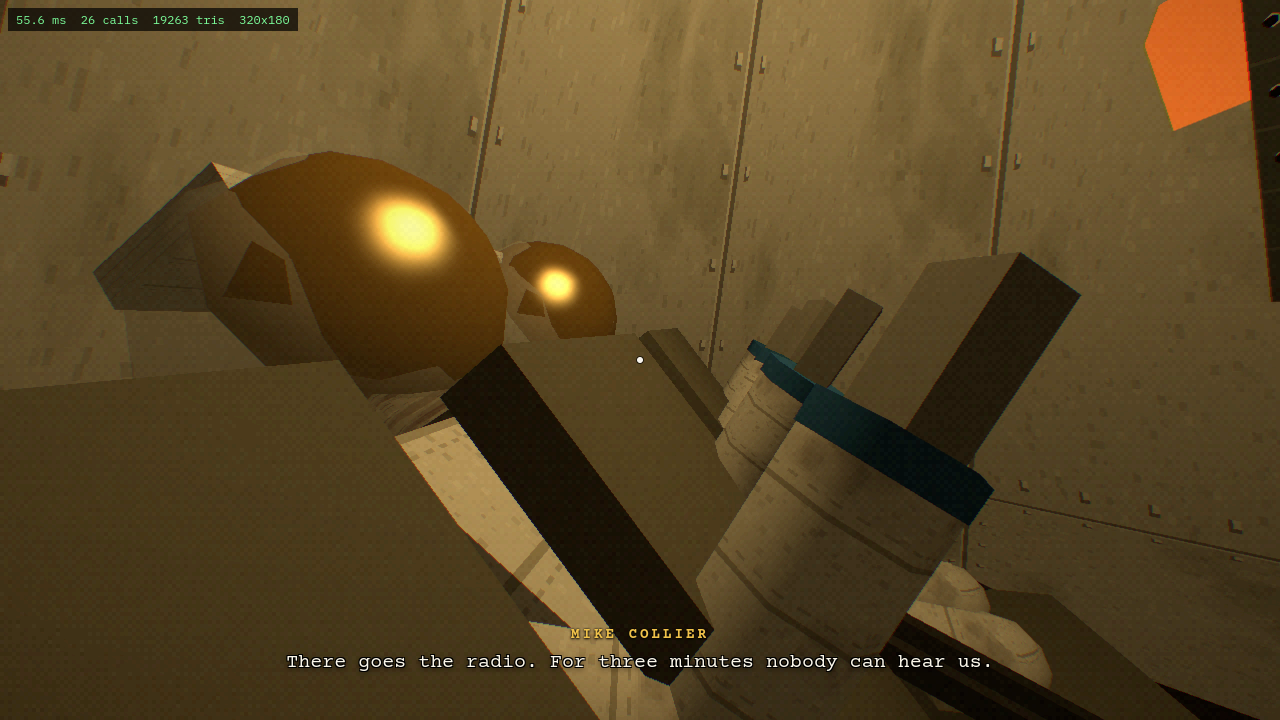 55.6 ms 26 calls 19263 tris 320x180
MIKE COLLIER
There goes the radio. For three minutes nobody can hear us.